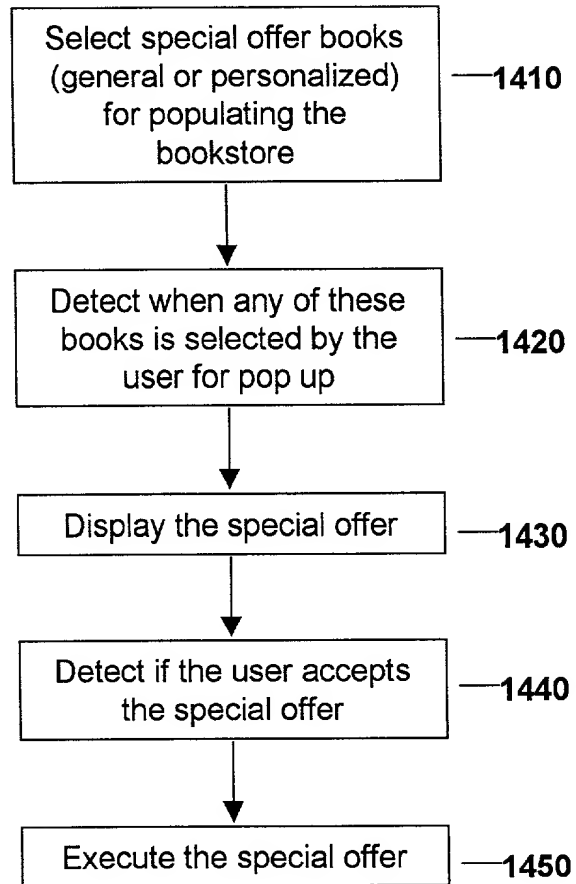 Select special offer books
(general or personalized)
for populating the
bookstore
1410
Detect when any of these
books is selected by the
user for pop up
1420
Display the special offer
1430
Detect if the user accepts
the special offer
1440
Execute the special offer
1450